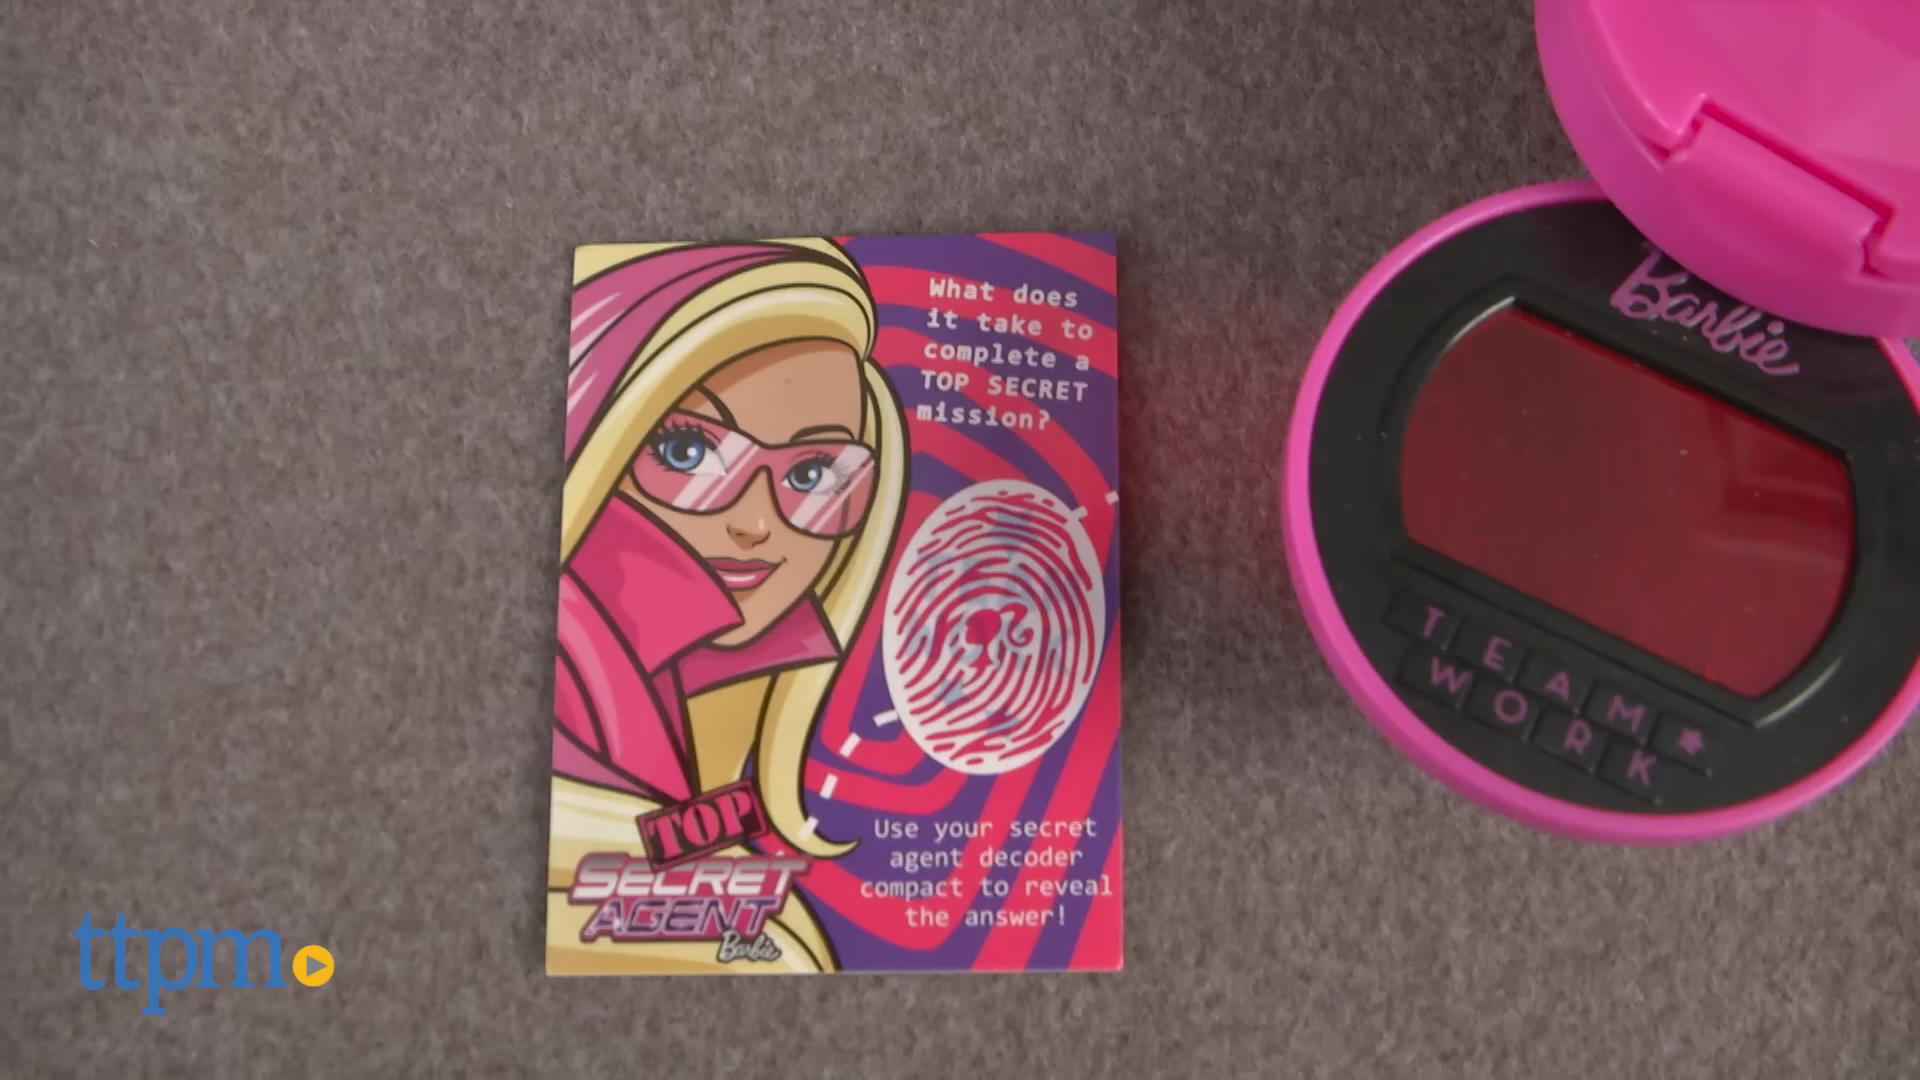 What does
it take to
complete a
TOP SECRET
mission?
Use your secret
agent decoder
compact to reveal
the answer!
TOP
SECRET
AGENT
Barbie
Barbie
TEAM*
WORK
ttpm